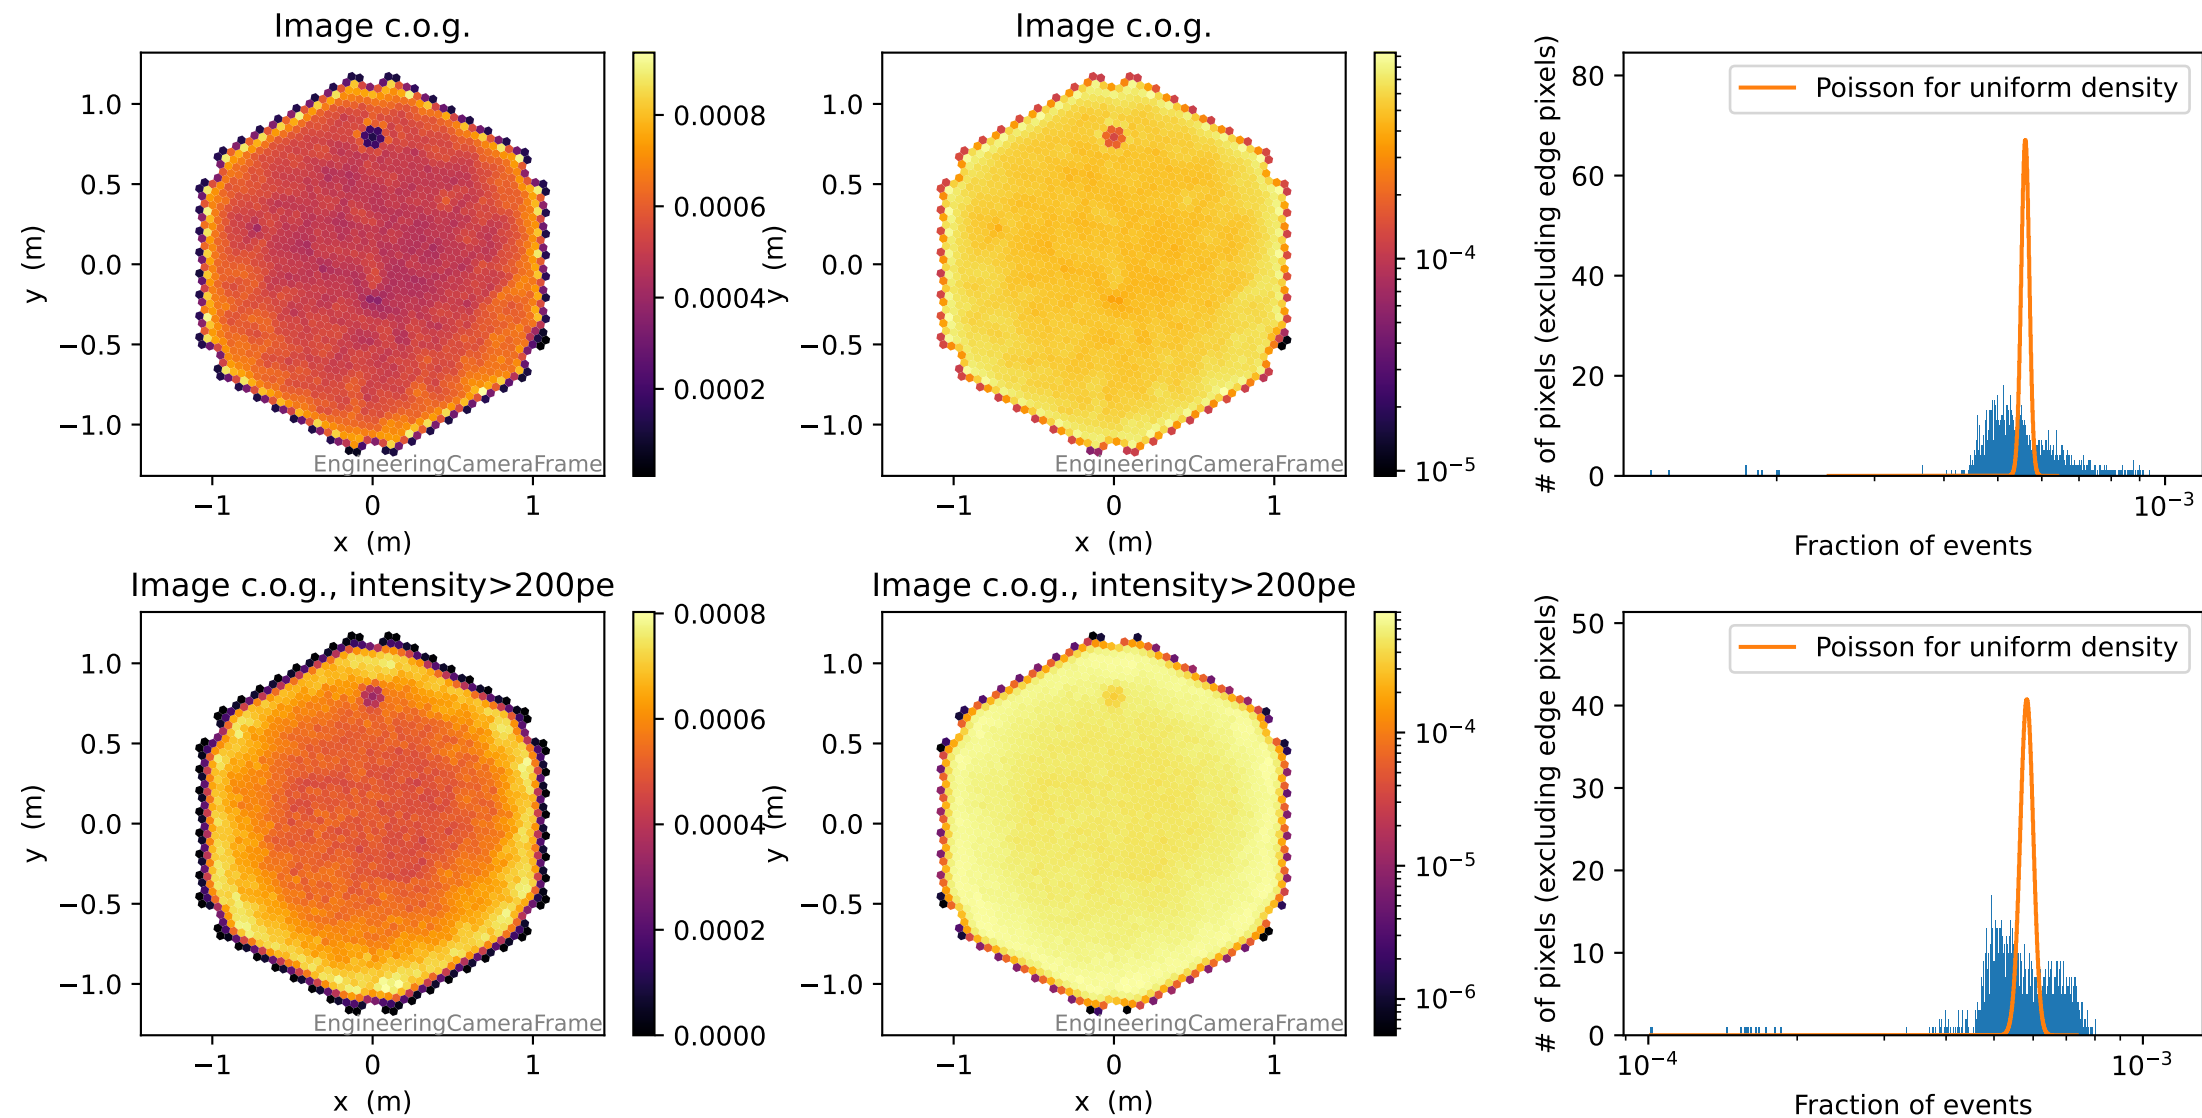 Image c.o.g.
1.0
0.5
0.0
−0.5
−1.0
y (m)
−1
0
1
x (m)
EngineeringCameraFrame
0.0008
0.0006
0.0004
0.0002
Image c.o.g.
1.0
0.5
0.0
−0.5
−1.0
y (m)
−1
0
1
x (m)
EngineeringCameraFrame
10⁻⁴
10⁻⁵
# of pixels (excluding edge pixels)
80
60
40
20
0
Poisson for uniform density
10⁻³
Fraction of events
Image c.o.g., intensity>200pe
1.0
0.5
0.0
−0.5
−1.0
y (m)
−1
0
1
x (m)
EngineeringCameraFrame
0.0008
0.0006
0.0004
0.0002
0.0000
Image c.o.g., intensity>200pe
1.0
0.5
0.0
−0.5
−1.0
y (m)
−1
0
1
x (m)
EngineeringCameraFrame
10⁻⁴
10⁻⁵
10⁻⁶
# of pixels (excluding edge pixels)
50
40
30
20
10
0
Poisson for uniform density
10⁻⁴
10⁻³
Fraction of events